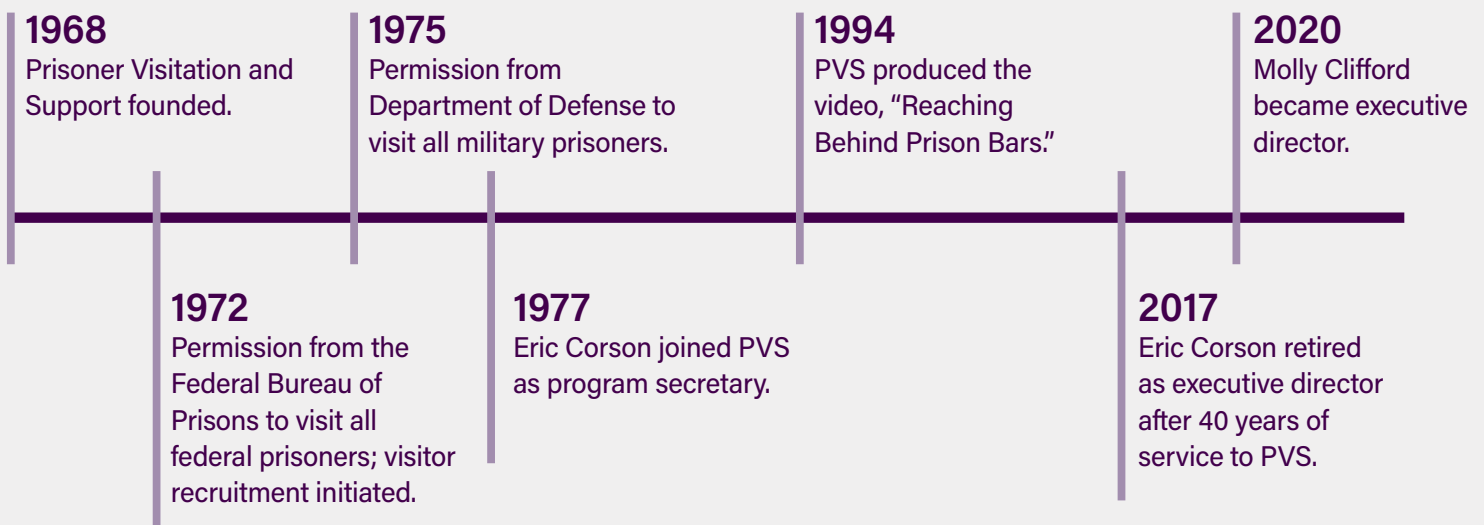 1968
Prisoner Visitation and
Support founded.
1972
Permission from the
Federal Bureau of
Prisons to visit all
federal prisoners; visitor
recruitment initiated.
1975
Permission from
Department of Defense to
visit all military prisoners.
1977
Eric Corson joined PVS
as program secretary.
1994
PVS produced the
video, “Reaching
Behind Prison Bars.”
2017
Eric Corson retired
as executive director
after 40 years of
service to PVS.
2020
Molly Clifford
became executive
director.